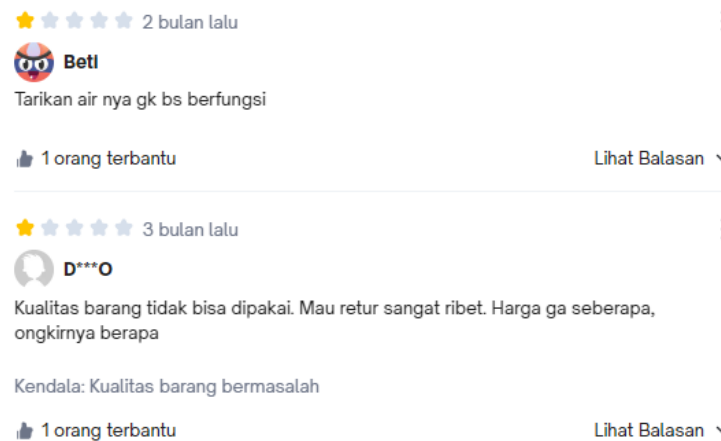 2 bulan lalu
Beti
Tarikan air nya gk bs berfungsi
1 orang terbantu
Lihat Balasan
3 bulan lalu
D***O
Kualitas barang tidak bisa dipakai. Mau retur sangat ribet. Harga ga seberapa,
ongkirnya berapa
Kendala: Kualitas barang bermasalah
1 orang terbantu
Lihat Balasan